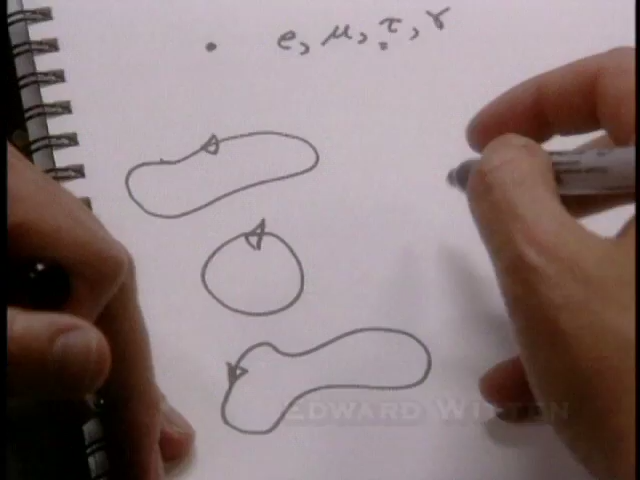 e, μ, τ, γ
EDWARD WITTEN